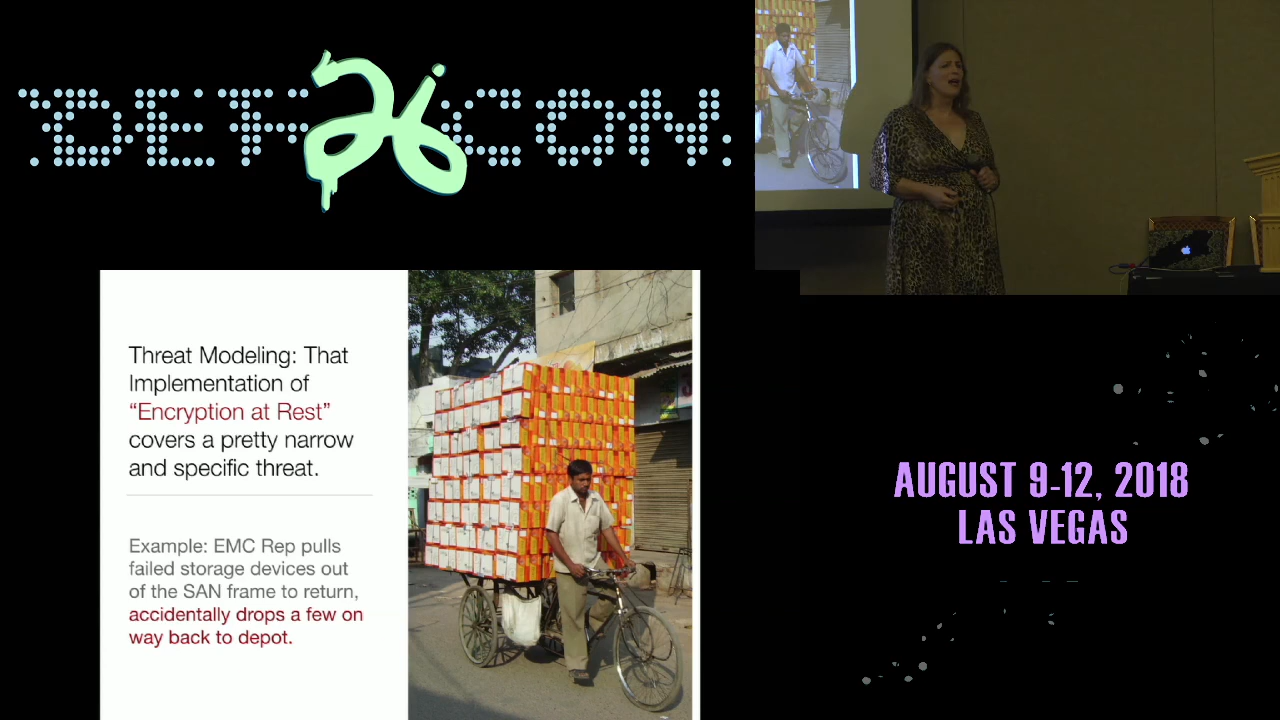 DEF 26 CON
Threat Modeling: That
Implementation of
“Encryption at Rest”
covers a pretty narrow
and specific threat.
Example: EMC Rep pulls
failed storage devices out
of the SAN frame to return,
accidentally drops a few on
way back to depot.
AUGUST 9-12, 2018
LAS VEGAS